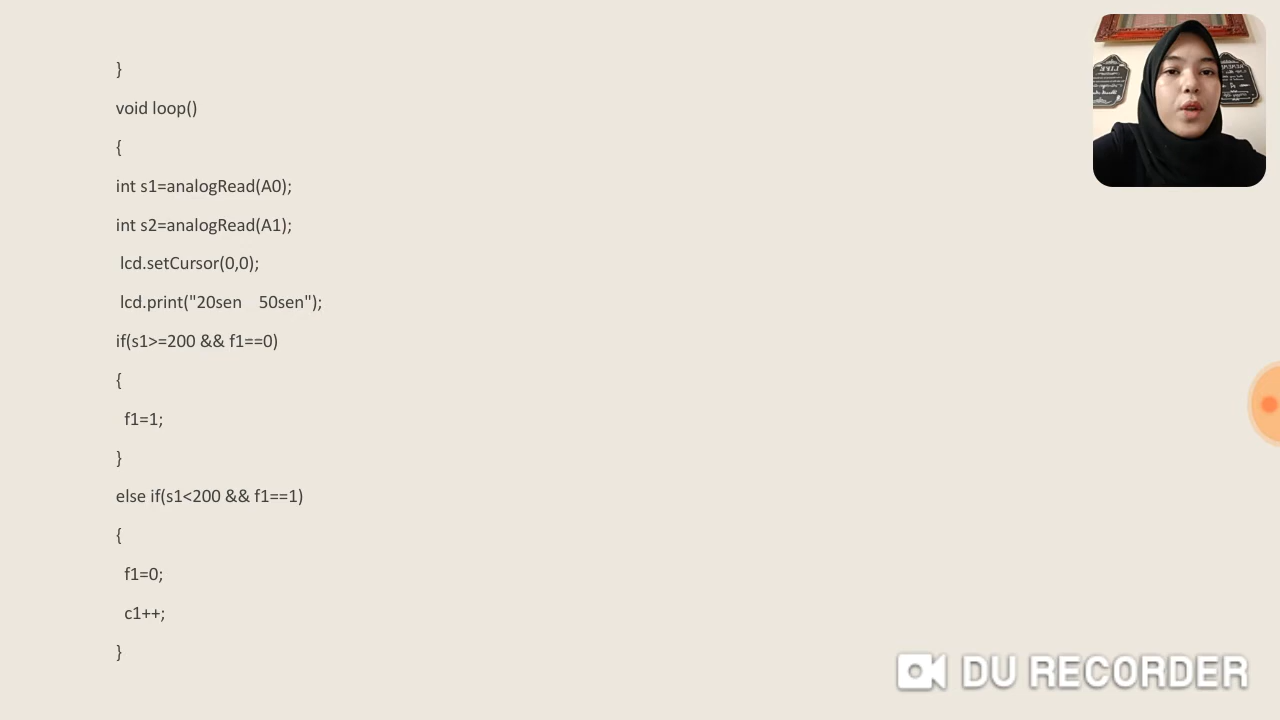 }
void loop()
{
int s1=analogRead(A0);
int s2=analogRead(A1);
lcd.setCursor(0,0);
lcd.print("20sen    50sen");
if(s1>=200 && f1==0)
{
f1=1;
}
else if(s1<200 && f1==1)
{
f1=0;
c1++;
}
DU RECORDER